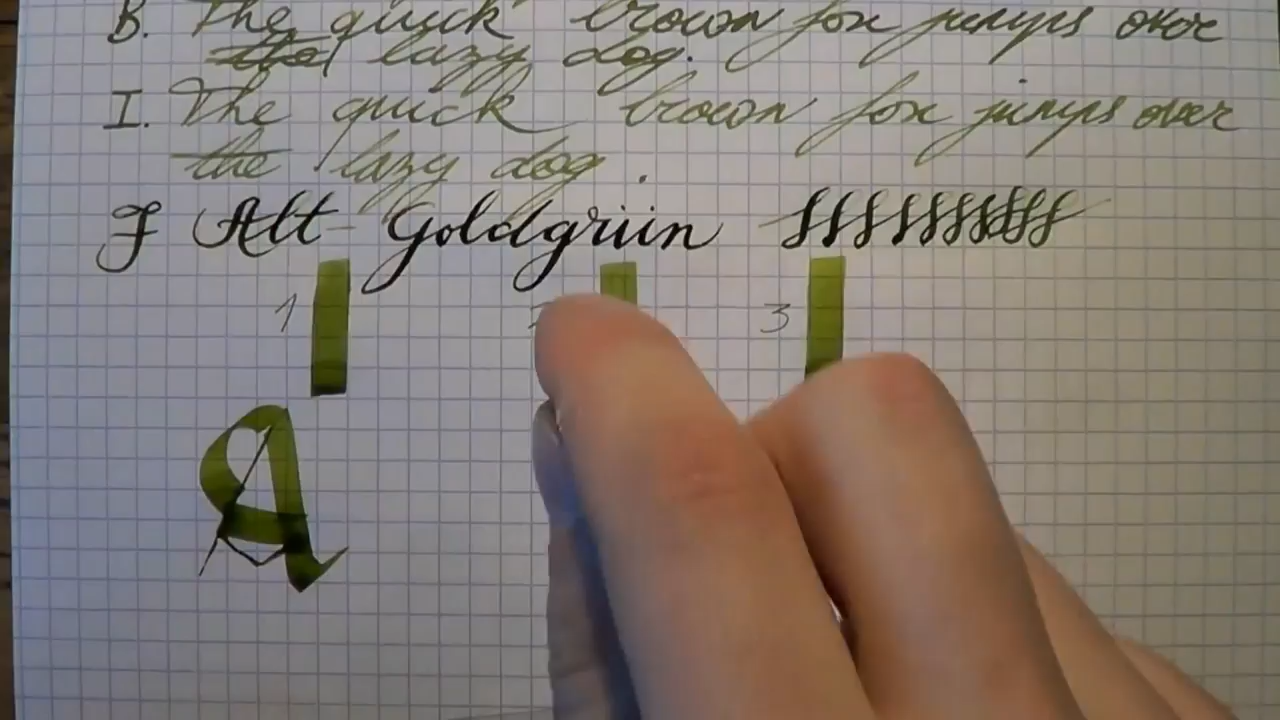 B. The quick brown fox jumps over
the lazy dog.
I. The quick brown fox jumps over
the lazy dog.
F Alt-Goldgrün fffffffffff
1 3
a